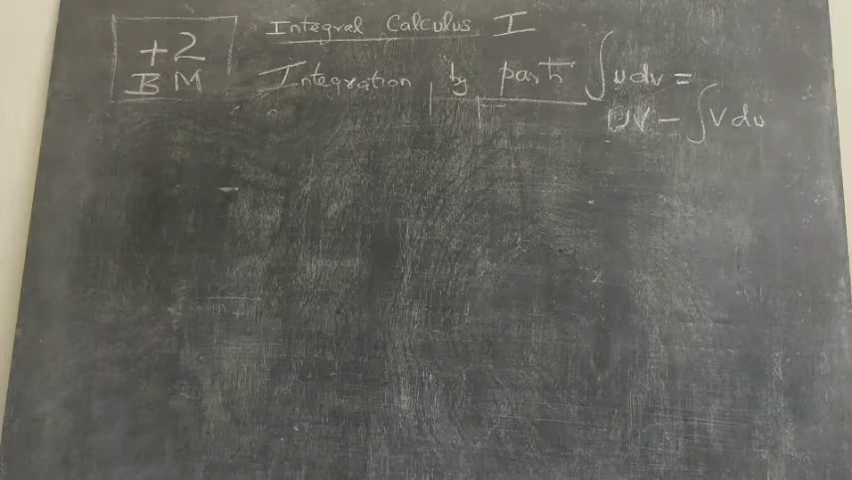 +2
BM
Integral Calculus I
Integration by parts ∫udv =
uv - ∫vdu